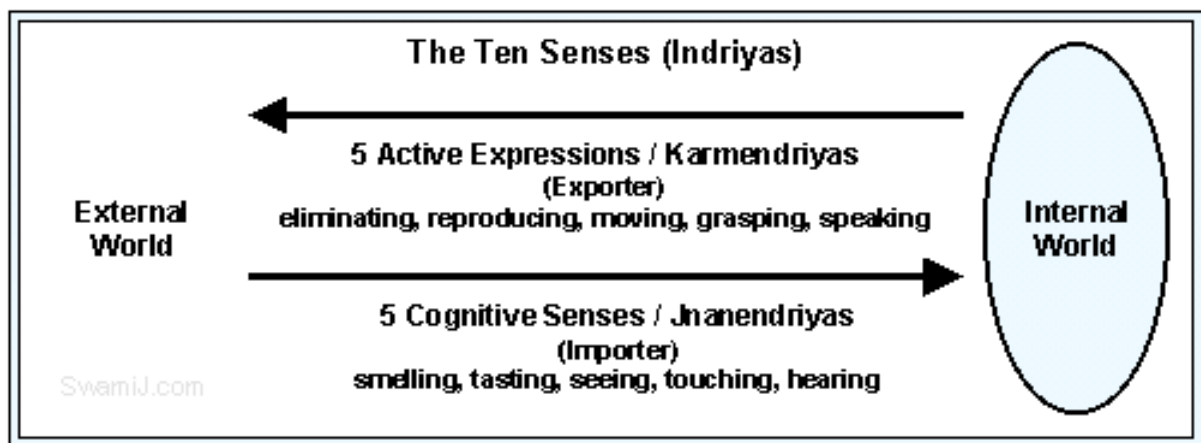 The Ten Senses (Indriyas)
5 Active Expressions / Karmendriyas
(Exporter)
eliminating, reproducing, moving, grasping, speaking
External
World
Internal
World
5 Cognitive Senses / Jnanendriyas
(Importer)
smelling, tasting, seeing, touching, hearing
SwamiJ.com